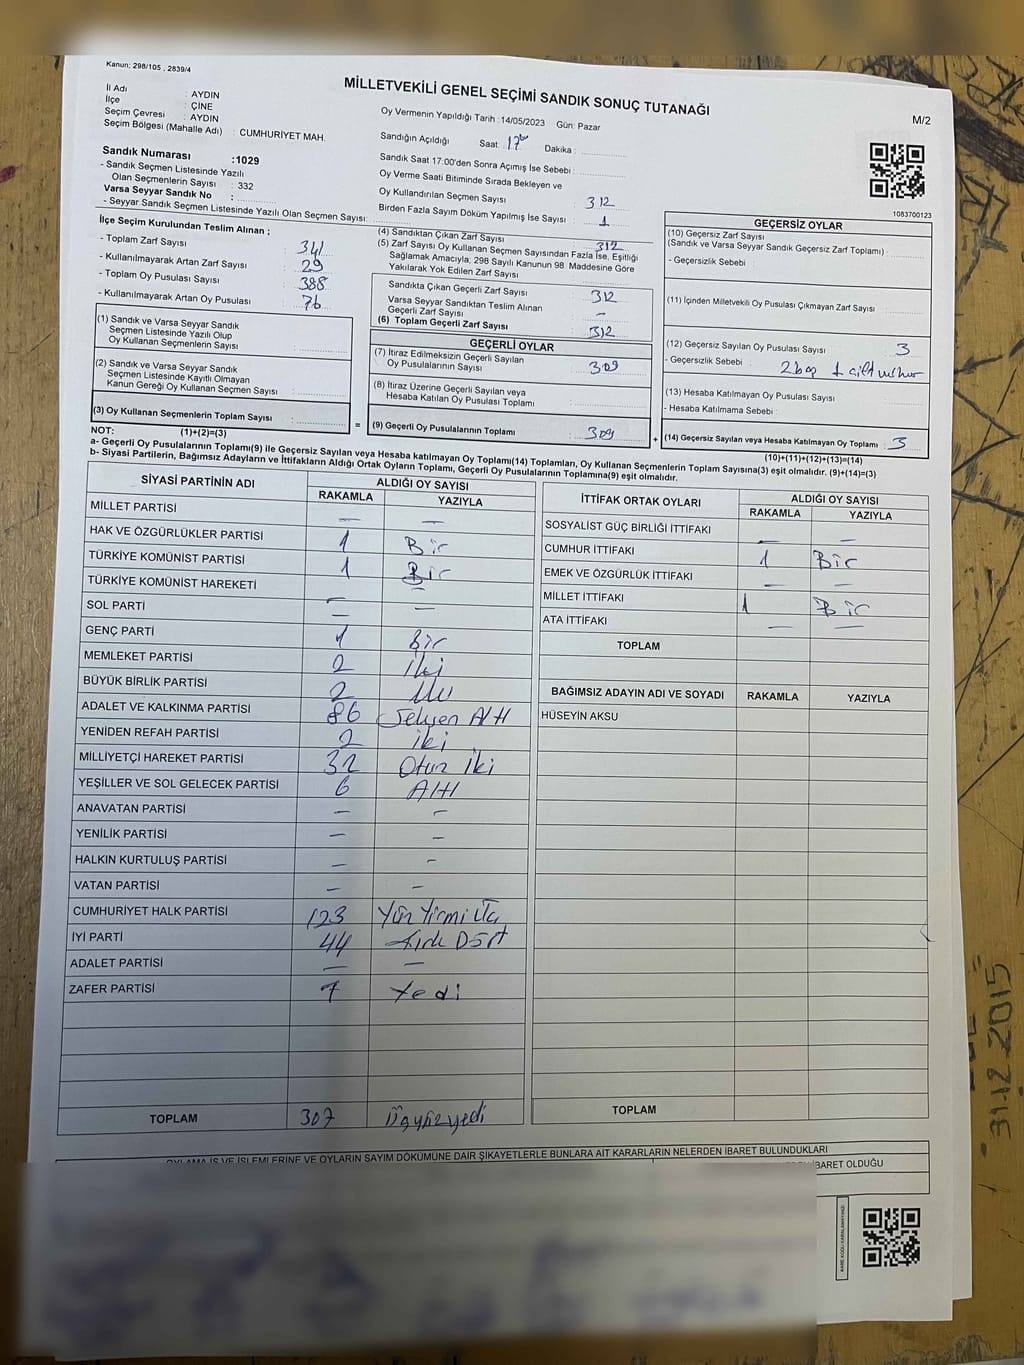 Kanun: 298/105 , 2839/4
MİLLETVEKİLİ GENEL SEÇİMİ SANDIK SONUÇ TUTANAĞI
M/2
İl Adı : AYDIN
İlçe : ÇİNE
Seçim Çevresi : AYDIN
Seçim Bölgesi (Mahalle Adı) : CUMHURİYET MAH.
Oy Vermenin Yapıldığı Tarih :14/05/2023 Gün: Pazar
Sandığın Açıldığı Saat: 17 Dakika :
Sandık Saat 17:00'den Sonra Açımış İse Sebebi :
Oy Verme Saati Bitiminde Sırada Bekleyen ve
Oy Kullandırılan Seçmen Sayısı 312
Birden Fazla Sayım Döküm Yapılmış İse Sayısı : 1
Sandık Numarası :1029
- Sandık Seçmen Listesinde Yazılı
Olan Seçmenlerin Sayısı : 332
Varsa Seyyar Sandık No :
- Seyyar Sandık Seçmen Listesinde Yazılı Olan Seçmen Sayısı:
1083700123
İlçe Seçim Kurulundan Teslim Alınan :
- Toplam Zarf Sayısı 341
- Kullanılmayarak Artan Zarf Sayısı 29
- Toplam Oy Pusulası Sayısı 388
- Kullanılmayarak Artan Oy Pusulası 76
(4) Sandıktan Çıkan Zarf Sayısı 312
(5) Zarf Sayısı Oy Kullanan Seçmen Sayısından Fazla İse, Eşitliği
Sağlamak Amacıyla; 298 Sayılı Kanunun 98 Maddesine Göre
Yakılarak Yok Edilen Zarf Sayısı
Sandıkta Çıkan Geçerli Zarf Sayısı : 312
Varsa Seyyar Sandıktan Teslim Alınan
Geçerli Zarf Sayısı : -
(6) Toplam Geçerli Zarf Sayısı : 312
GEÇERSİZ OYLAR
(10) Geçersiz Zarf Sayısı
(Sandık ve Varsa Seyyar Sandık Geçersiz Zarf Toplamı) :
- Geçersizlik Sebebi :
(11) İçinden Milletvekili Oy Pusulası Çıkmayan Zarf Sayısı :
(12) Geçersiz Sayılan Oy Pusulası Sayısı : 3
- Geçersizlik Sebebi : 2 boş 1 çift mühür
(13) Hesaba Katılmayan Oy Pusulası Sayısı :
- Hesaba Katılmama Sebebi :
(14) Geçersiz Sayılan veya Hesaba Katılmayan Oy Toplamı : 3
(10)+(11)+(12)+(13)=(14)
(1) Sandık ve Varsa Seyyar Sandık
Seçmen Listesinde Yazılı Olup
Oy Kullanan Seçmenlerin Sayısı :
(2) Sandık ve Varsa Seyyar Sandık
Seçmen Listesinde Kayıtlı Olmayan
Kanun Gereği Oy Kullanan Seçmen Sayısı :
(3) Oy Kullanan Seçmenlerin Toplam Sayısı :
GEÇERLİ OYLAR
(7) İtiraz Edilmeksizin Geçerli Sayılan
Oy Pusulalarının Sayısı : 309
(8) İtiraz Üzerine Geçerli Sayılan veya
Hesaba Katılan Oy Pusulası Toplamı :
= (9) Geçerli Oy Pusulalarının Toplamı : 309 +
NOT: (1)+(2)=(3)
a- Geçerli Oy Pusulalarının Toplamı(9) ile Geçersiz Sayılan veya Hesaba katılmayan Oy Toplamı(14) Toplamları, Oy Kullanan Seçmenlerin Toplam Sayısına(3) eşit olmalıdır. (9)+(14)=(3)
b- Siyasi Partilerin, Bağımsız Adayların ve İttifakların Aldığı Ortak Oyların Toplamı, Geçerli Oy Pusulalarının Toplamına(9) eşit olmalıdır.
SİYASİ PARTİNİN ADI ALDIĞI OY SAYISI
RAKAMLA YAZIYLA
MİLLET PARTİSİ — —
HAK VE ÖZGÜRLÜKLER PARTİSİ 1 Bir
TÜRKİYE KOMÜNİST PARTİSİ 1 Bir
TÜRKİYE KOMÜNİST HAREKETİ — —
SOL PARTİ — —
GENÇ PARTİ 1 Bir
MEMLEKET PARTİSİ 2 iki
BÜYÜK BİRLİK PARTİSİ 2
ADALET VE KALKINMA PARTİSİ 86 Seksen Altı
YENİDEN REFAH PARTİSİ 2 iki
MİLLİYETÇİ HAREKET PARTİSİ 32 Otuz iki
YEŞİLLER VE SOL GELECEK PARTİSİ 6 Altı
ANAVATAN PARTİSİ — —
YENİLİK PARTİSİ — —
HALKIN KURTULUŞ PARTİSİ — —
VATAN PARTİSİ — —
CUMHURİYET HALK PARTİSİ 123 Yüz Yirmi Üç
İYİ PARTİ 44 Kırk Dört
ADALET PARTİSİ — —
ZAFER PARTİSİ 7 Yedi
TOPLAM 307 Üçyüzyedi
İTTİFAK ORTAK OYLARI ALDIĞI OY SAYISI
RAKAMLA YAZIYLA
SOSYALİST GÜÇ BİRLİĞİ İTTİFAKI — —
CUMHUR İTTİFAKI 1 Bir
EMEK VE ÖZGÜRLÜK İTTİFAKI — —
MİLLET İTTİFAKI 1 Bir
ATA İTTİFAKI — —
TOPLAM
BAĞIMSIZ ADAYIN ADI VE SOYADI RAKAMLA YAZIYLA
HÜSEYİN AKSU
TOPLAM
OYLAMA İŞ VE İŞLEMLERİNE VE OYLARIN SAYIM DÖKÜMÜNE DAİR ŞİKAYETLERLE BUNLARA AİT KARARLARIN NELERDEN İBARET BULUNDUKLARI
İBARET OLDUĞU
31.12.2015